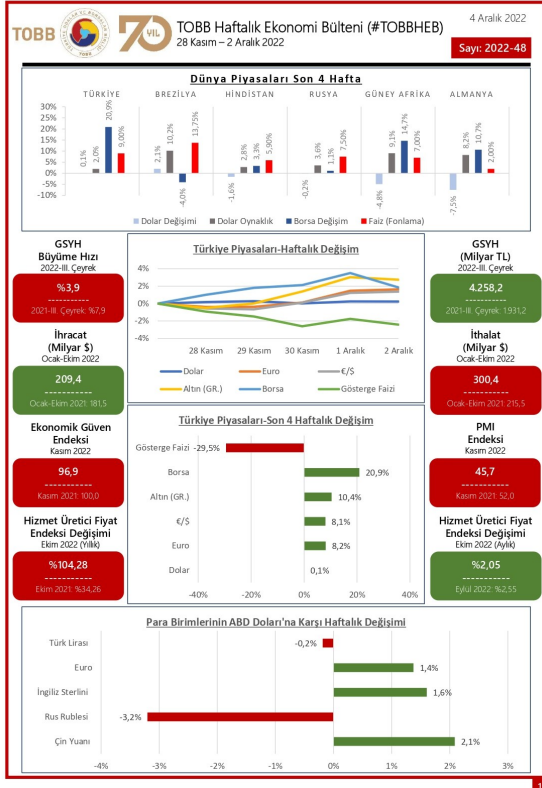 TOBB
70 YIL
TOBB Haftalık Ekonomi Bülteni (#TOBBHEB)
28 Kasım – 2 Aralık 2022
4 Aralık 2022
Sayı: 2022-48
Dünya Piyasaları Son 4 Hafta
TÜRKİYE BREZİLYA HİNDİSTAN RUSYA GÜNEY AFRİKA ALMANYA
30%
25%
20%
15%
10%
5%
0%
-5%
-10%
0,1% 2,0% 20,9% 9,00%
2,1% 10,2% -4,0% 13,75%
-1,6% 2,8% 3,3% 5,90%
-0,2% 3,6% 1,1% 7,50%
-4,8% 9,1% 14,7% 7,00%
-7,5% 8,2% 10,7% 2,00%
Dolar Değişimi Dolar Oynaklık Borsa Değişim Faiz (Fonlama)
GSYH
Büyüme Hızı
2022-III. Çeyrek
%3,9
-----------
2021-III. Çeyrek: %7,9
İhracat
(Milyar $)
Ocak-Ekim 2022
209,4
-----------
Ocak-Ekim 2021: 181,5
Ekonomik Güven
Endeksi
Kasım 2022
96,9
-----------
Kasım 2021: 100,0
Hizmet Üretici Fiyat
Endeksi Değişimi
Ekim 2022 (Yıllık)
%104,28
-----------
Ekim 2021: %34,26
Türkiye Piyasaları-Haftalık Değişim
4%
2%
0%
-2%
-4%
28 Kasım 29 Kasım 30 Kasım 1 Aralık 2 Aralık
Dolar Euro €/$
Altın (GR.) Borsa Gösterge Faizi
Türkiye Piyasaları-Son 4 Haftalık Değişim
Gösterge Faizi -29,5%
Borsa 20,9%
Altın (GR.) 10,4%
€/$ 8,1%
Euro 8,2%
Dolar 0,1%
-40% -20% 0% 20% 40%
GSYH
(Milyar TL)
2022-III. Çeyrek
4.258,2
-----------
2021-III. Çeyrek: 1.931,2
İthalat
(Milyar $)
Ocak-Ekim 2022
300,4
-----------
Ocak-Ekim 2021: 215,5
PMI
Endeksi
Kasım 2022
45,7
-----------
Kasım 2021: 52,0
Hizmet Üretici Fiyat
Endeksi Değişimi
Ekim 2022 (Aylık)
%2,05
-----------
Eylül 2022: %2,55
Para Birimlerinin ABD Doları'na Karşı Haftalık Değişimi
Türk Lirası -0,2%
Euro 1,4%
İngiliz Sterlini 1,6%
Rus Rublesi -3,2%
Çin Yuanı 2,1%
-4% -3% -2% -1% 0% 1% 2% 3%
1